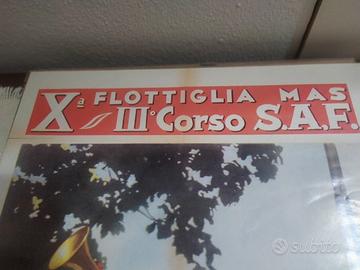 Xª FLOTTIGLIA MAS
III° Corso S.A.F.
subito